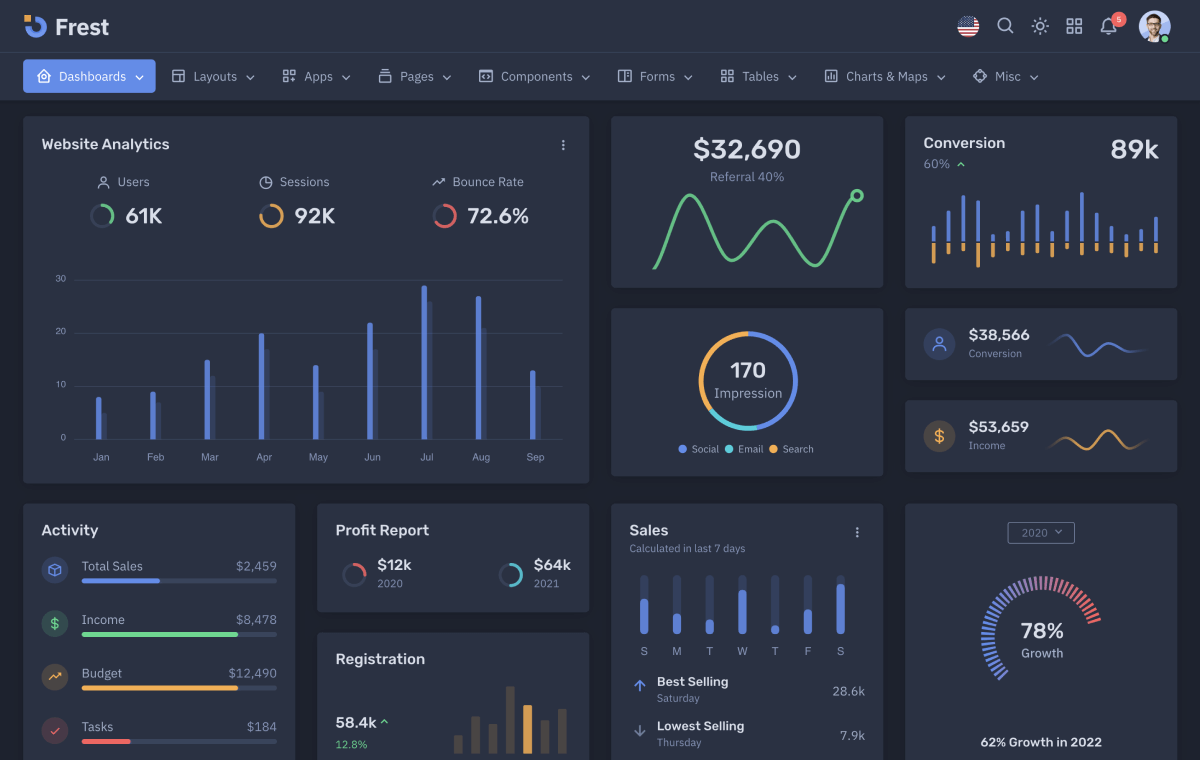 Frest
5
Dashboards
Layouts
Apps
Pages
Components
Forms
Tables
Charts & Maps
Misc
Website Analytics
Users
61K
Sessions
92K
Bounce Rate
72.6%
30
20
10
0
Jan Feb Mar Apr May Jun Jul Aug Sep
$32,690
Referral 40%
Conversion
60%
89k
170
Impression
Social Email Search
$38,566
Conversion
$53,659
Income
Activity
Total Sales $2,459
Income $8,478
Budget $12,490
Tasks $184
Profit Report
$12k
2020
$64k
2021
Registration
58.4k
12.8%
Sales
Calculated in last 7 days
S M T W T F S
Best Selling
Saturday
28.6k
Lowest Selling
Thursday
7.9k
2020
78%
Growth
62% Growth in 2022